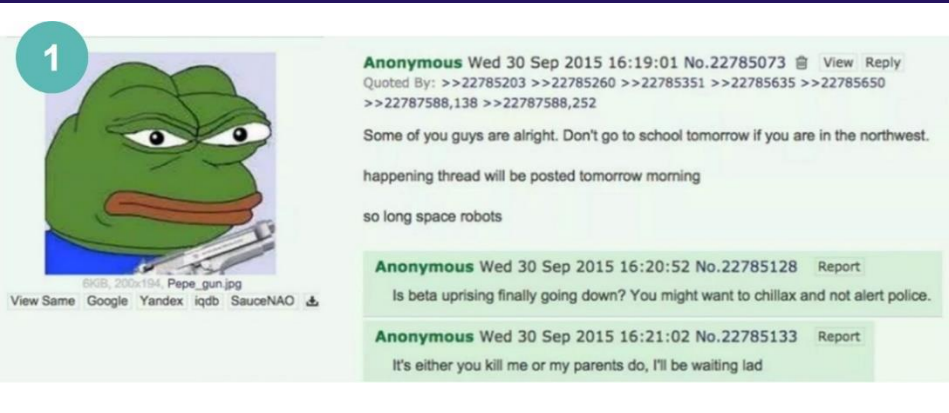 1
Anonymous Wed 30 Sep 2015 16:19:01 No.22785073 View Reply
Quoted By: >>22785203 >>22785260 >>22785351 >>22785635 >>22785650
>>22787588,138 >>22787588,252
Some of you guys are alright. Don't go to school tomorrow if you are in the northwest.
happening thread will be posted tomorrow morning
so long space robots
6KB, 200x194, Pepe_gun.jpg
View Same Google Yandex iqdb SauceNAO
Anonymous Wed 30 Sep 2015 16:20:52 No.22785128 Report
Is beta uprising finally going down? You might want to chillax and not alert police.
Anonymous Wed 30 Sep 2015 16:21:02 No.22785133 Report
It's either you kill me or my parents do, I'll be waiting lad